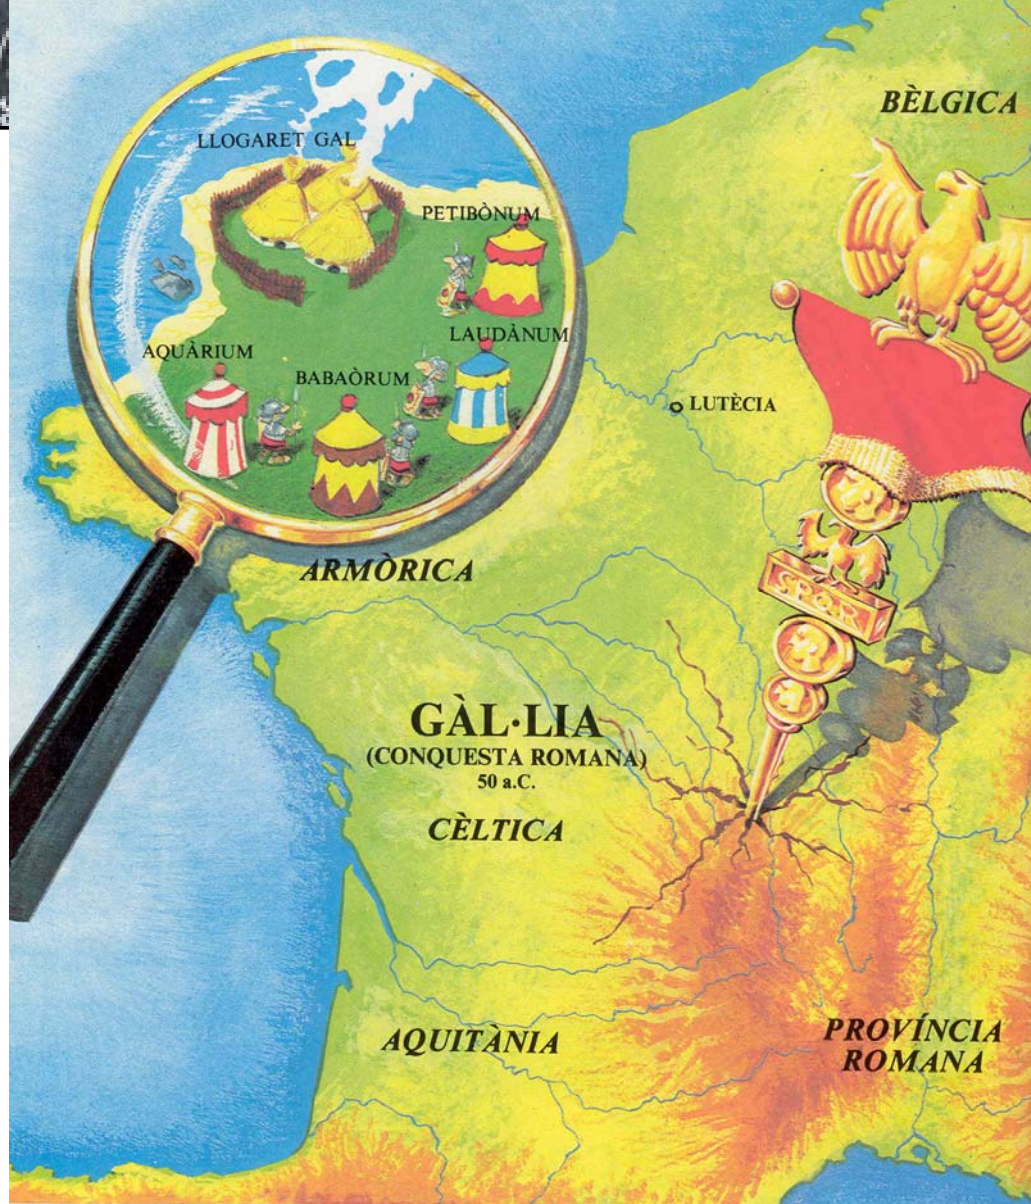 BÈLGICA
LLOGARET GAL
PETIBÒNUM
LAUDÀNUM
AQUÀRIUM
BABAÒRUM
LUTÈCIA
SPQR
ARMÒRICA
GÀL·LIA
(CONQUESTA ROMANA)
50 a.C.
CÈLTICA
AQUITÀNIA
PROVÍNCIA
ROMANA